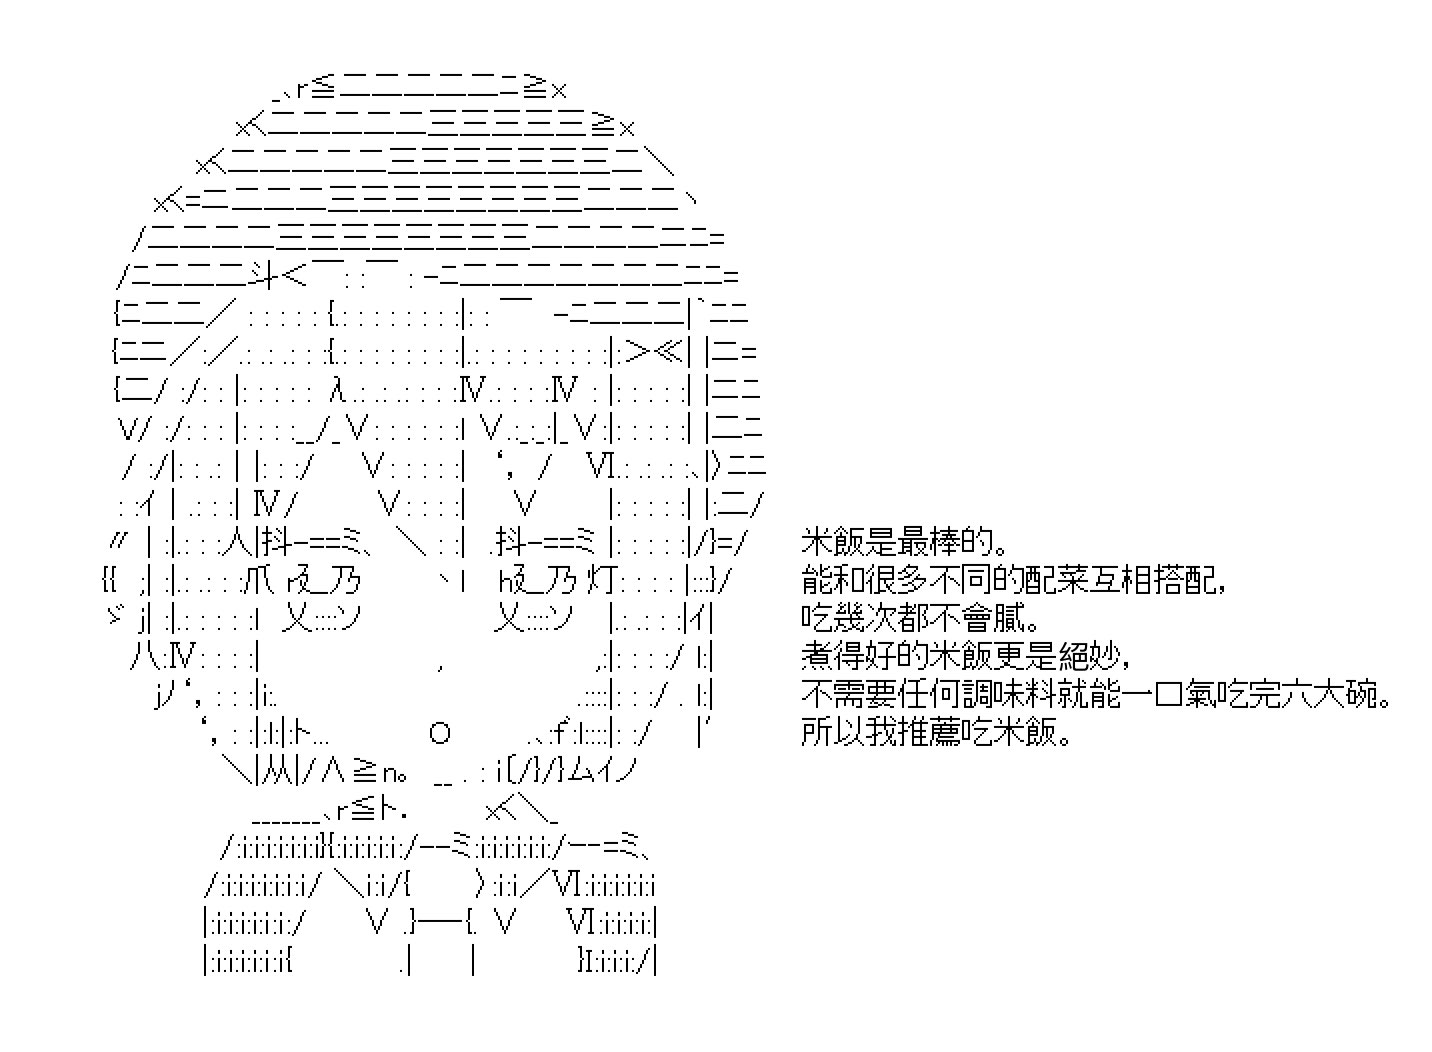 米飯是最棒的。
能和很多不同的配菜互相搭配，
吃幾次都不會膩。
煮得好的米飯更是絕妙，
不需要任何調味料就能一口氣吃完六大碗。
所以我推薦吃米飯。